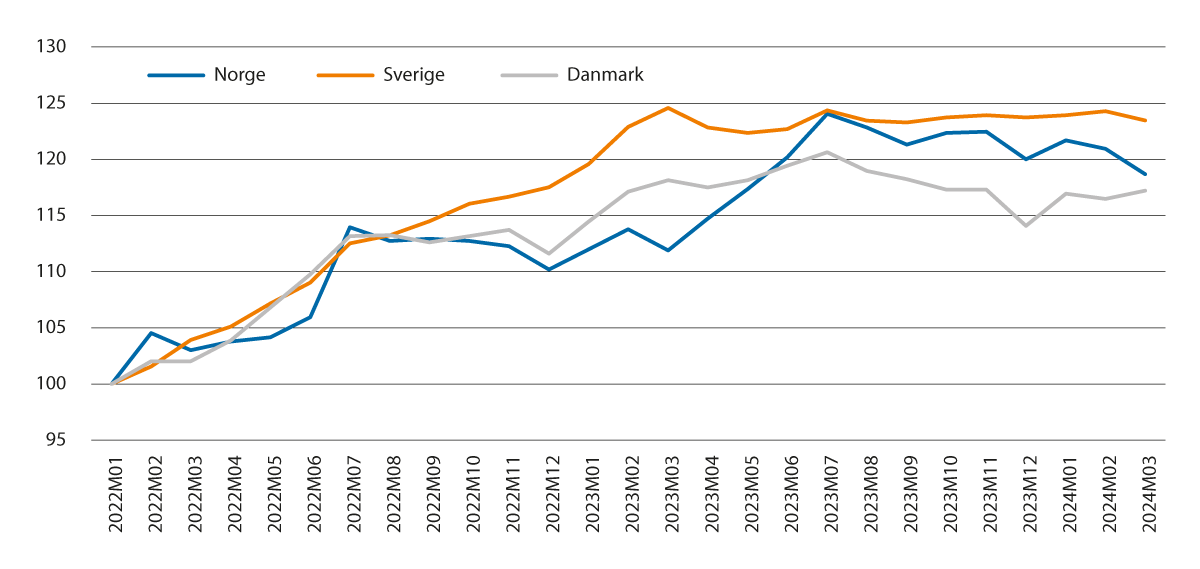 130
Norge Sverige Danmark
125
120
115
110
105
100
95
2022M01
2022M02
2022M03
2022M04
2022M05
2022M06
2022M07
2022M08
2022M09
2022M10
2022M11
2022M12
2023M01
2023M02
2023M03
2023M04
2023M05
2023M06
2023M07
2023M08
2023M09
2023M10
2023M11
2023M12
2024M01
2024M02
2024M03